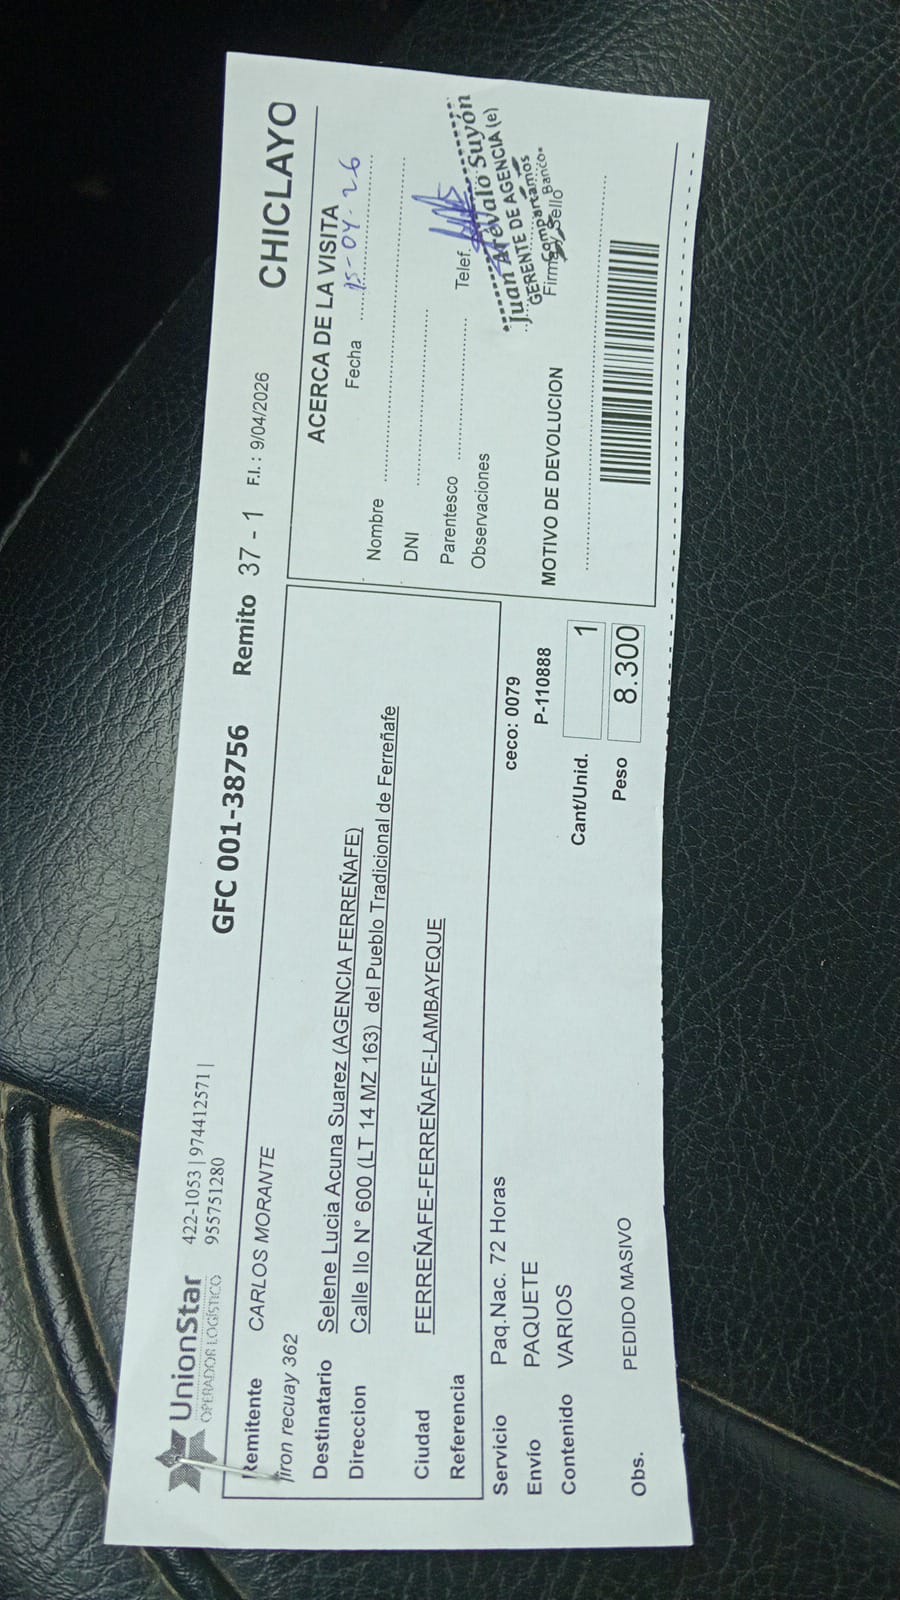 UnionStar
OPERADOR LOGÍSTICO
422-1053 | 974412571 |
955751280
GFC 001-38756 Remito 37 - 1 F.I.: 9/04/2026 CHICLAYO
Remitente CARLOS MORANTE
jiron recuay 362
Destinatario Selene Lucia Acuna Suarez (AGENCIA FERREÑAFE)
Direccion Calle Ilo N° 600 (LT 14 MZ 163) del Pueblo Tradicional de Ferreñafe
Ciudad FERREÑAFE-FERREÑAFE-LAMBAYEQUE
Referencia
Servicio Paq.Nac. 72 Horas ceco: 0079
Envío PAQUETE P-110888
Contenido VARIOS
Cant/Unid. 1
Peso 8.300
Obs. PEDIDO MASIVO
ACERCA DE LA VISITA
Fecha 15-04-26
Nombre
DNI
Parentesco Telef.
Observaciones
Juan Arévalo Suyón
GERENTE DE AGENCIA (e)
Compartamos Banco
Firma y Sello
MOTIVO DE DEVOLUCION